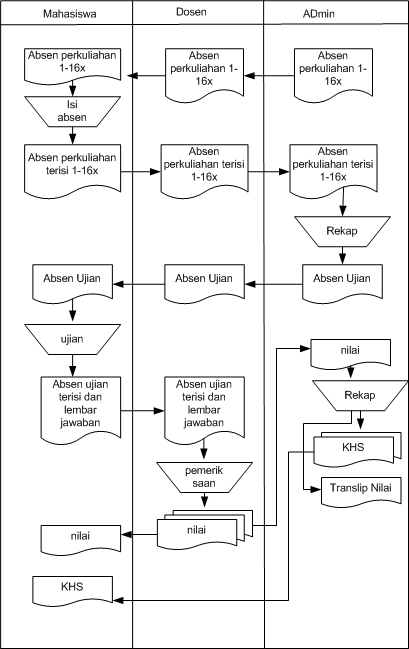 Mahasiswa
Dosen
ADmin
Absen perkuliahan
1-16x
Absen
perkuliahan 1-
16x
Absen
perkuliahan 1-
16x
Isi
absen
Absen perkuliahan
terisi 1-16x
Absen
perkuliahan terisi
1-16x
Absen
perkuliahan terisi
1-16x
Rekap
Absen Ujian
Absen Ujian
Absen Ujian
ujian
nilai
Absen ujian
terisi dan
lembar
jawaban
Absen ujian
terisi dan
lembar
jawaban
Rekap
KHS
pemerik
saan
Translip Nilai
nilai
nilai
KHS